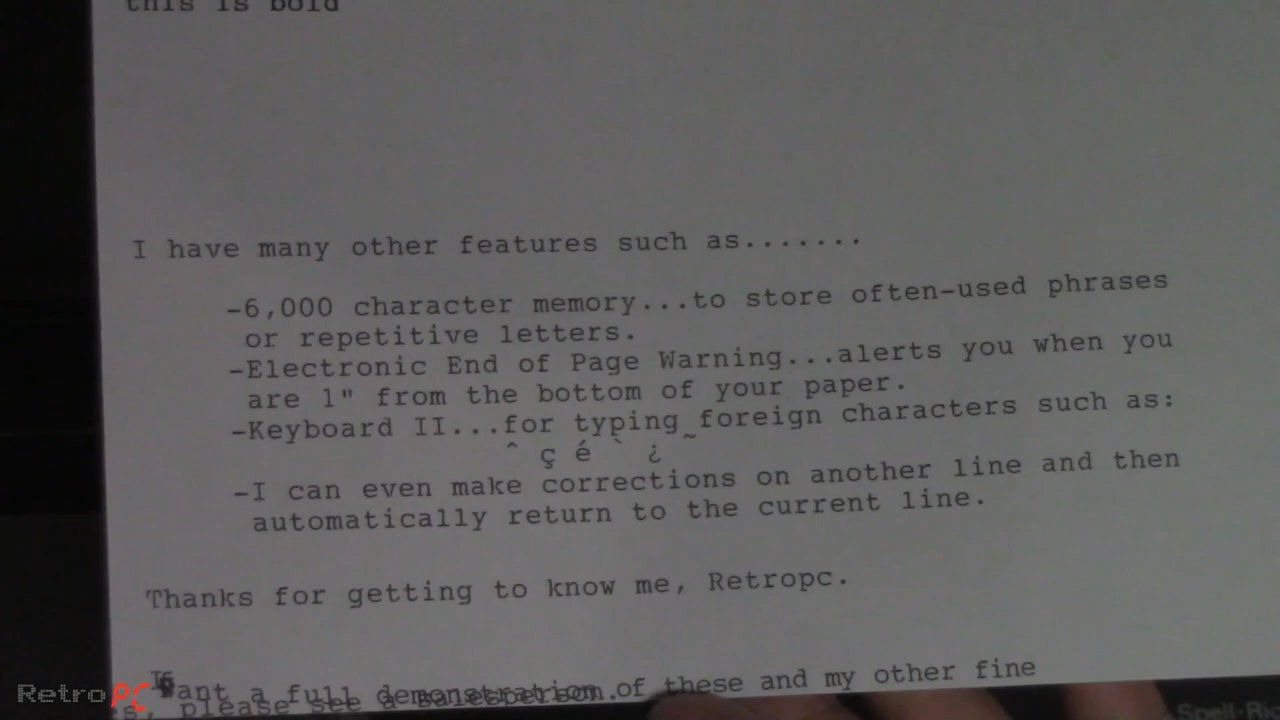 this is bold
I have many other features such as.......
-6,000 character memory...to store often-used phrases
or repetitive letters.
-Electronic End of Page Warning...alerts you when you
are 1" from the bottom of your paper.
-Keyboard II...for typing foreign characters such as:
ˆ ç é ` ¿ ~
-I can even make corrections on another line and then
automatically return to the current line.
Thanks for getting to know me, Retropc.
want a full demonstration of these and my other fine
please see a salesperson.
RetroPC